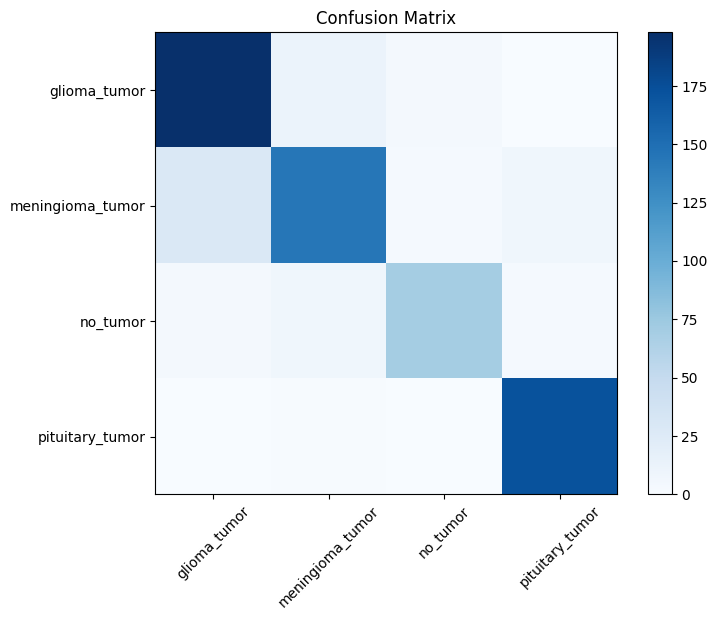 Confusion Matrix
glioma_tumor
meningioma_tumor
no_tumor
pituitary_tumor
glioma_tumor
meningioma_tumor
no_tumor
pituitary_tumor
175
150
125
100
75
50
25
0